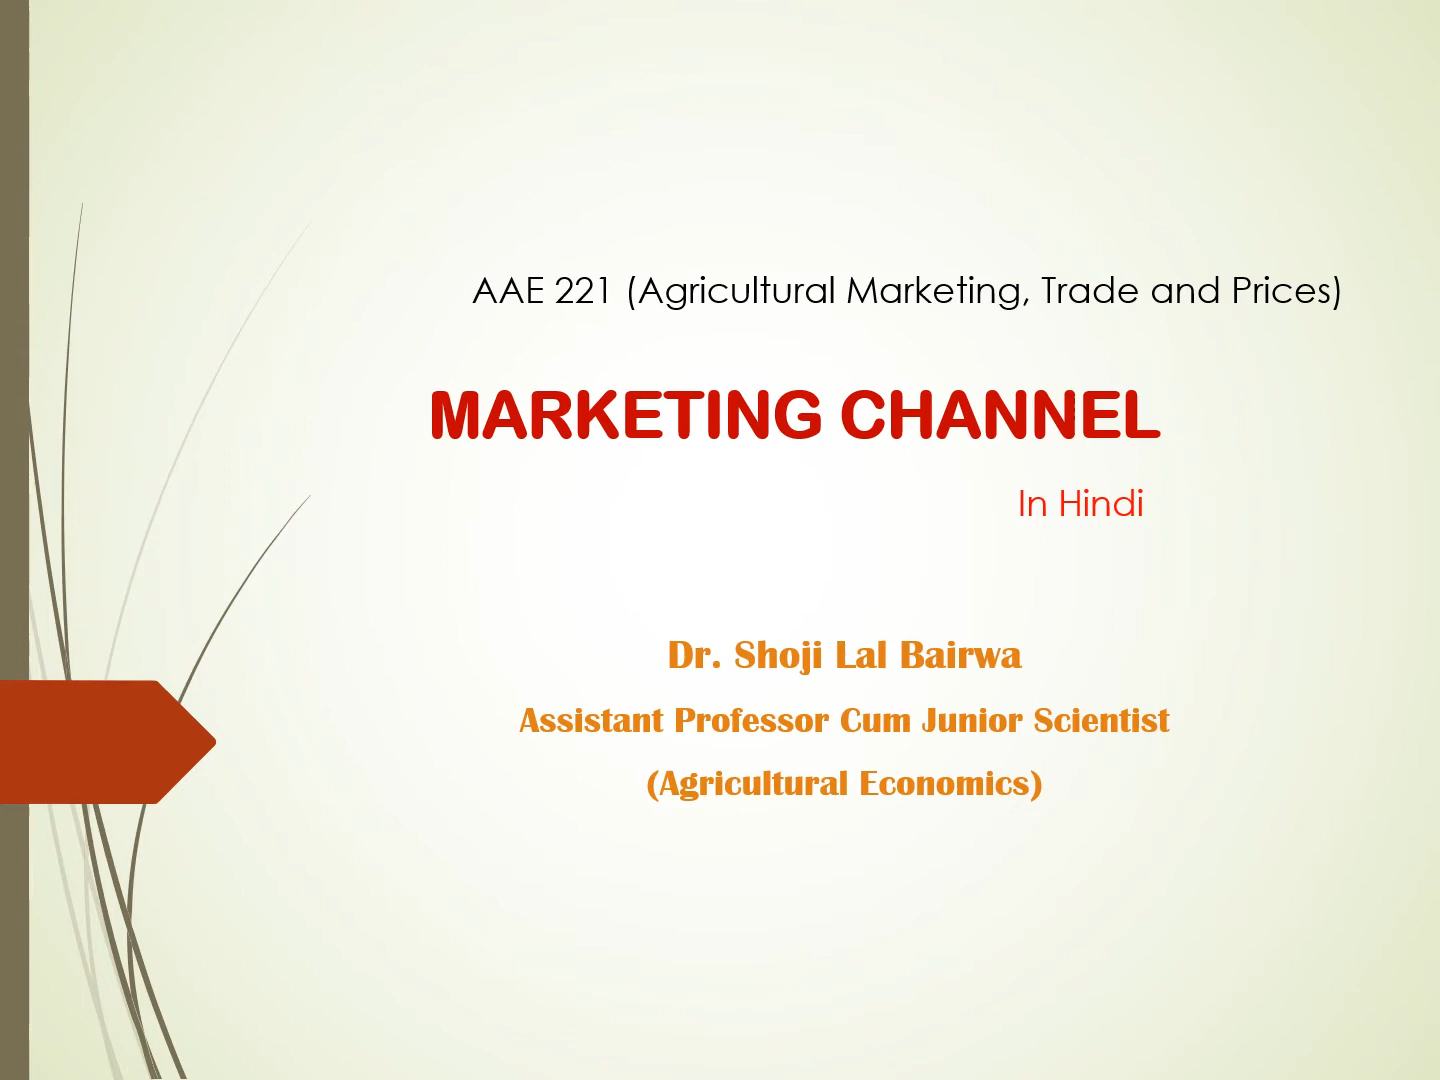 AAE 221 (Agricultural Marketing, Trade and Prices)
MARKETING CHANNEL
In Hindi
Dr. Shoji Lal Bairwa
Assistant Professor Cum Junior Scientist
(Agricultural Economics)